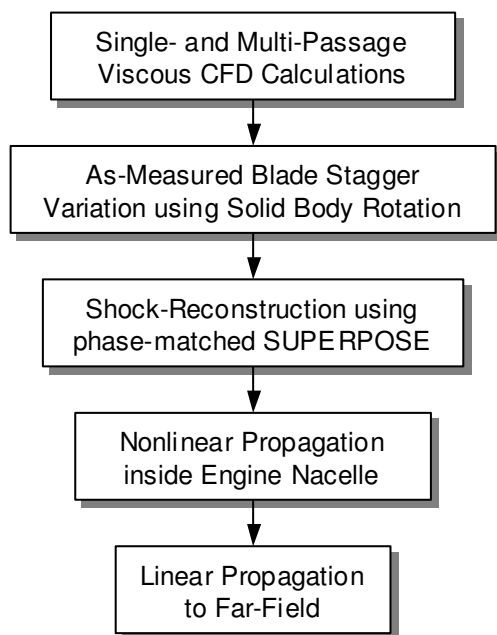 Single- and Multi-Passage
Viscous CFD Calculations
As-Measured Blade Stagger
Variation using Solid Body Rotation
Shock-Reconstruction using
phase-matched SUPERPOSE
Nonlinear Propagation
inside Engine Nacelle
Linear Propagation
to Far-Field